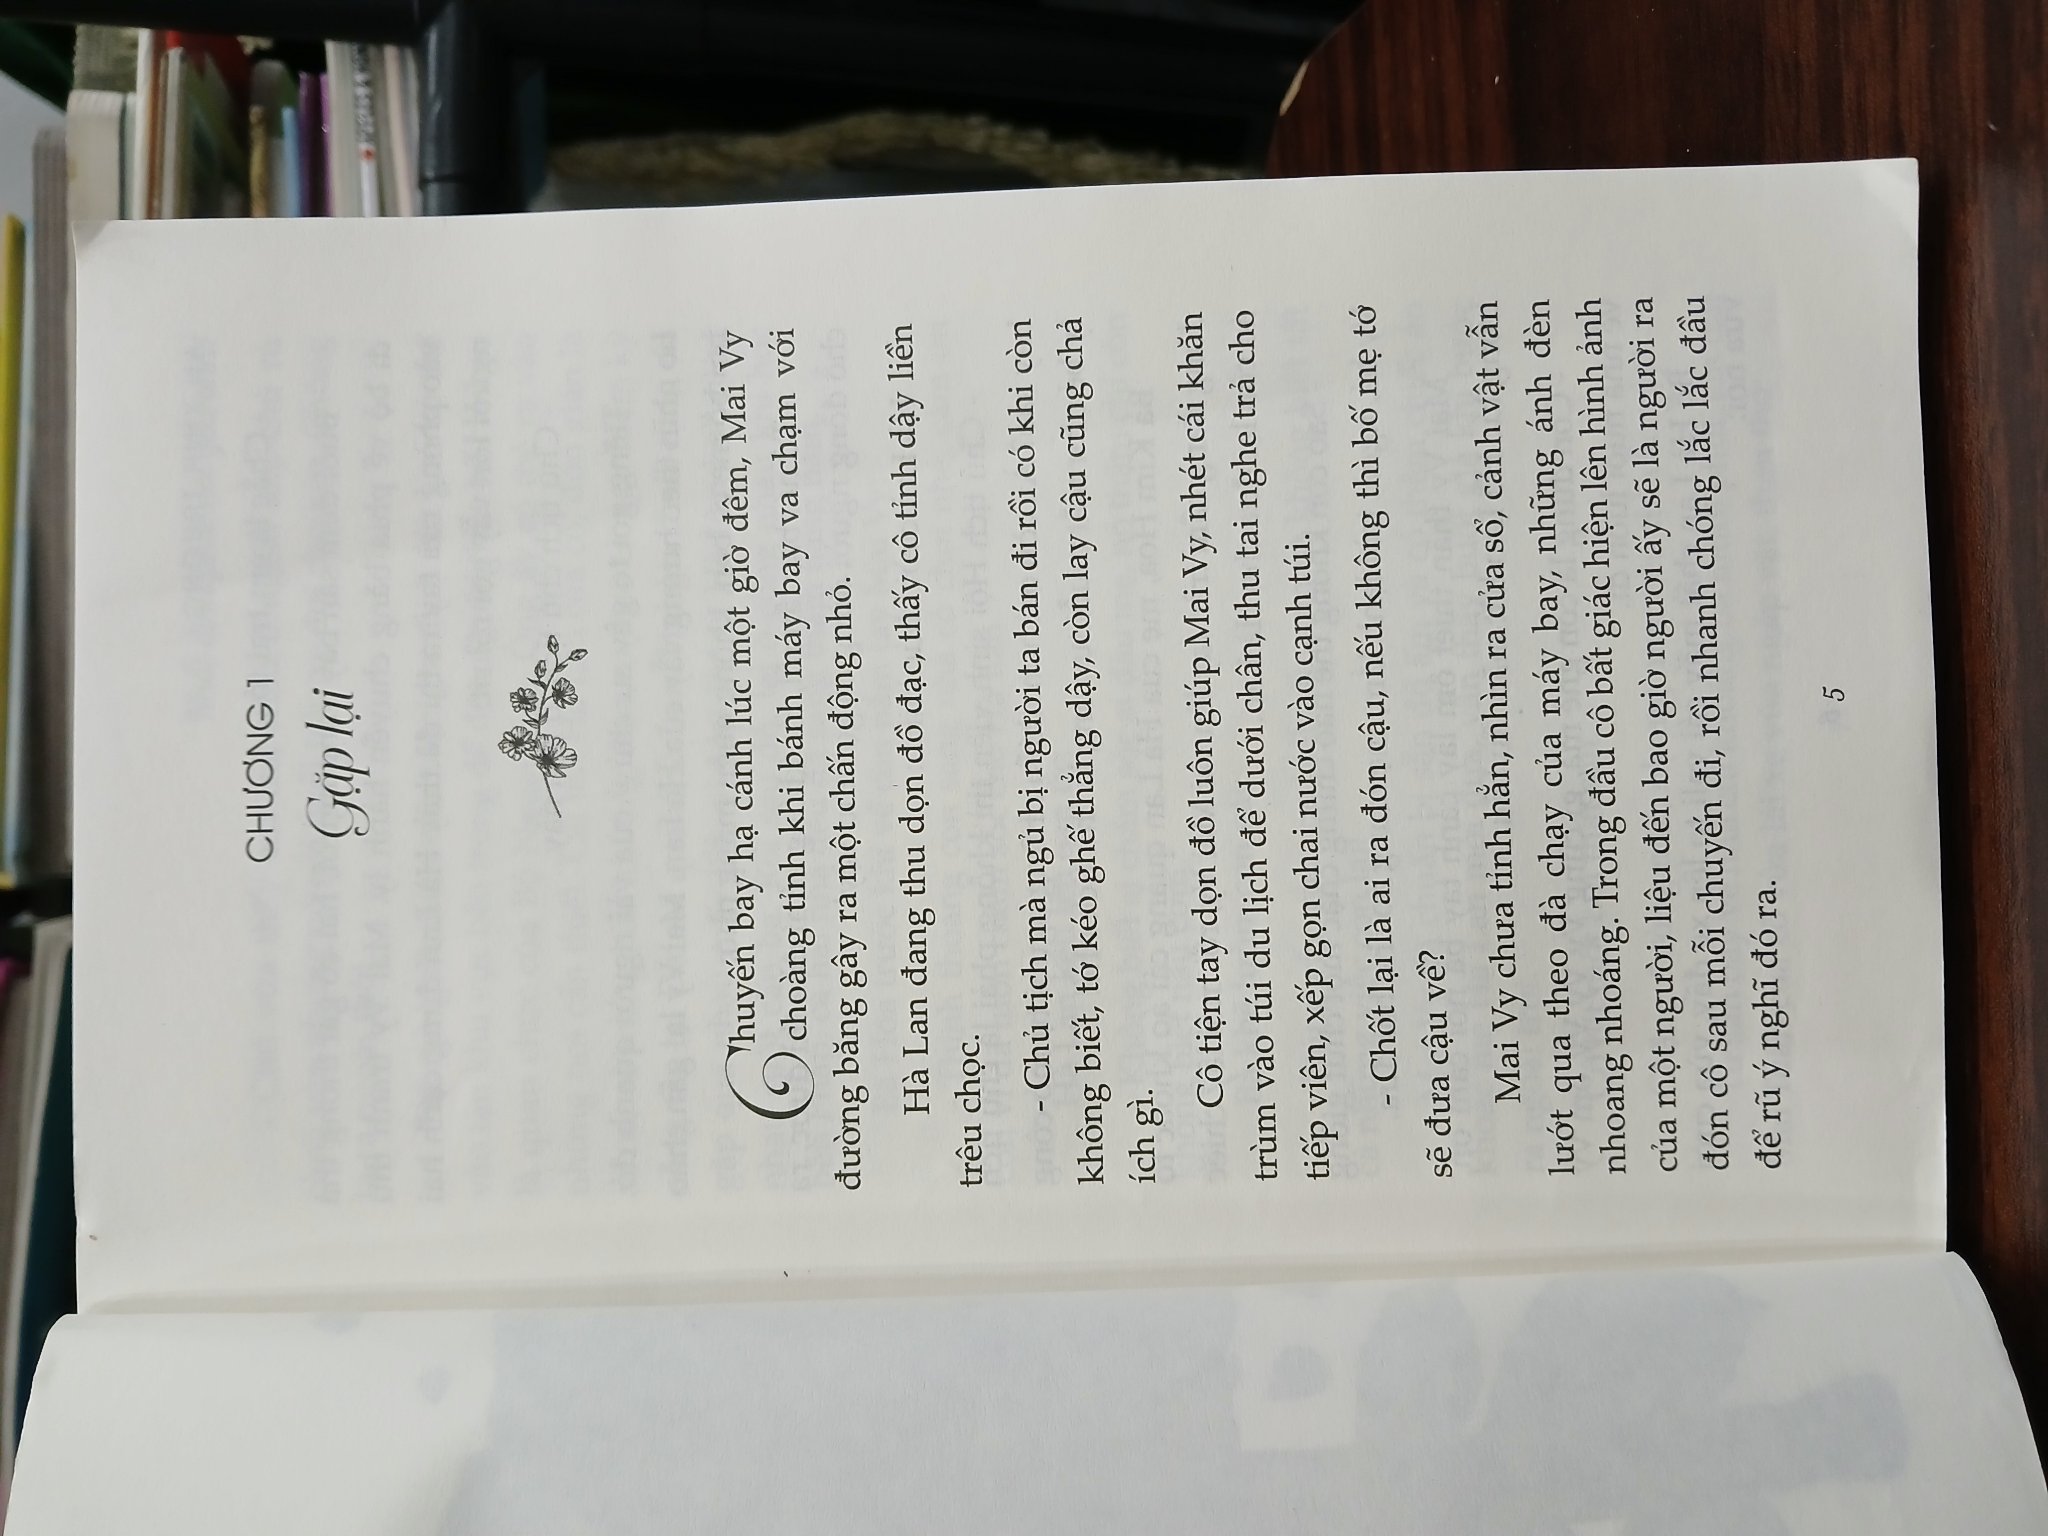 CHƯƠNG 1
Gặp lại
Chuyến bay hạ cánh lúc một giờ đêm, Mai Vy
choàng tỉnh khi bánh máy bay va chạm với
đường băng gây ra một chấn động nhỏ.
Hà Lan đang thu dọn đồ đạc, thấy cô tỉnh dậy liền
trêu chọc.
- Chủ tịch mà ngủ bị người ta bán đi rồi có khi còn
không biết, tớ kéo ghế thẳng dậy, còn lay cậu cũng chả
ích gì.
Cô tiện tay dọn đồ luôn giúp Mai Vy, nhét cái khăn
trùm vào túi du lịch để dưới chân, thu tai nghe trả cho
tiếp viên, xếp gọn chai nước vào cạnh túi.
- Chốt lại là ai ra đón cậu, nếu không thì bố mẹ tớ
sẽ đưa cậu về?
Mai Vy chưa tỉnh hẳn, nhìn ra cửa sổ, cảnh vật vẫn
lướt qua theo đà chạy của máy bay, những ánh đèn
nhoang nhoáng. Trong đầu cô bất giác hiện lên hình ảnh
của một người, liệu đến bao giờ người ấy sẽ là người ra
đón cô sau mỗi chuyến đi, rồi nhanh chóng lắc lắc đầu
để rũ ý nghĩ đó ra.
5